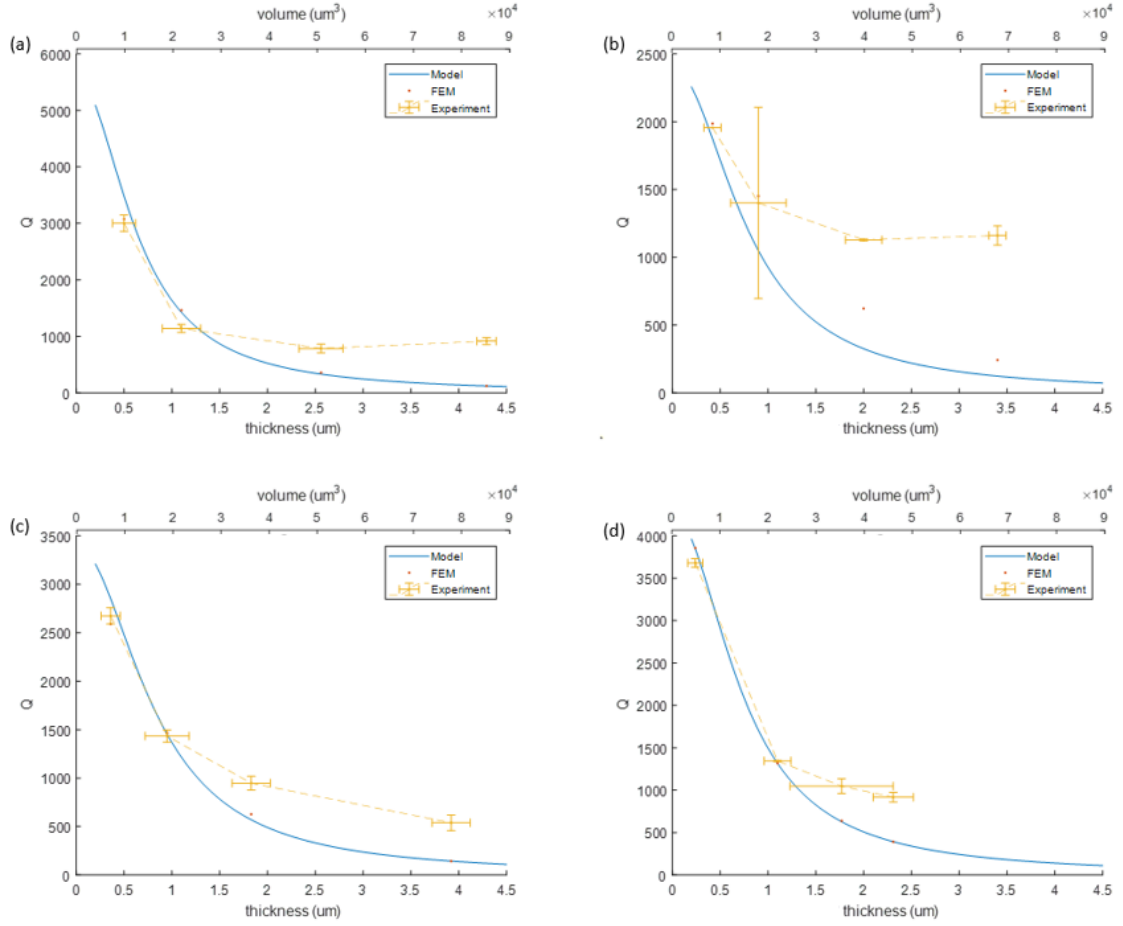 volume (um³)
×10⁴
(a)
0 1 2 3 4 5 6 7 8 9
6000
5000
4000
3000
2000
1000
0
Q
Model
FEM
Experiment
0 0.5 1 1.5 2 2.5 3 3.5 4 4.5
thickness (um)
volume (um³)
×10⁴
(b)
0 1 2 3 4 5 6 7 8 9
2500
2000
1500
1000
500
0
Q
Model
FEM
Experiment
0 0.5 1 1.5 2 2.5 3 3.5 4 4.5
thickness (um)
volume (um³)
×10⁴
(c)
0 1 2 3 4 5 6 7 8 9
3500
3000
2500
2000
1500
1000
500
0
Q
Model
FEM
Experiment
0 0.5 1 1.5 2 2.5 3 3.5 4 4.5
thickness (um)
volume (um³)
×10⁴
(d)
0 1 2 3 4 5 6 7 8 9
4000
3500
3000
2500
2000
1500
1000
500
0
Q
Model
FEM
Experiment
0 0.5 1 1.5 2 2.5 3 3.5 4 4.5
thickness (um)